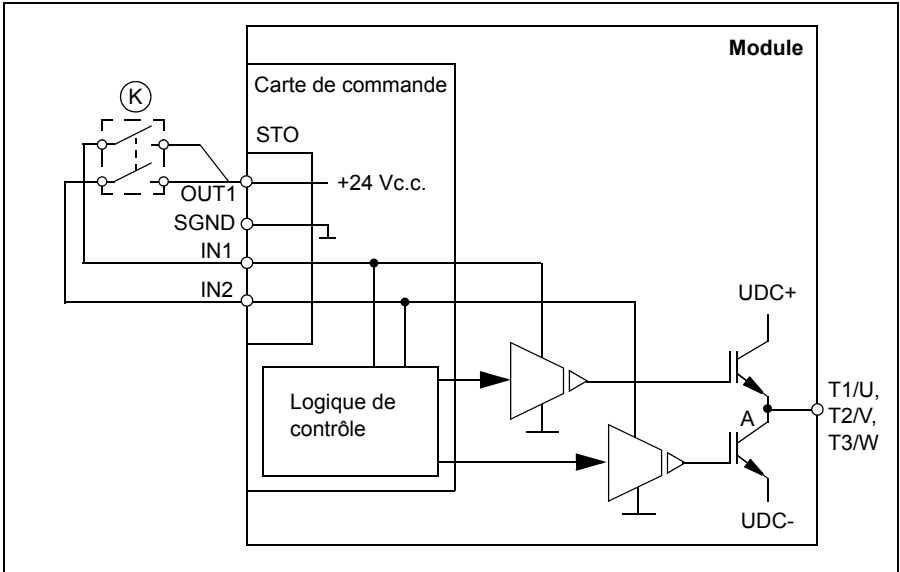 Module
Carte de commande
K
STO
OUT1
+24 Vc.c.
SGND
IN1
IN2
UDC+
Logique de
contrôle
A
T1/U,
T2/V,
T3/W
UDC-